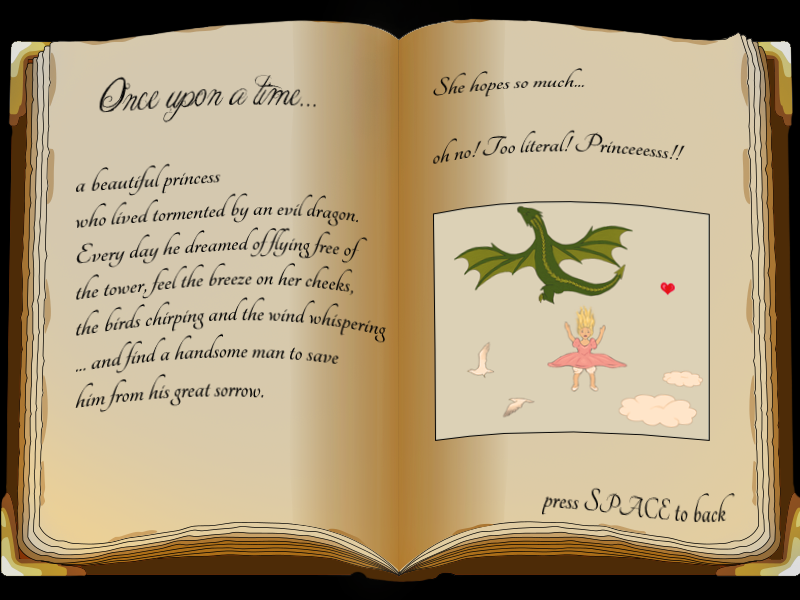 Once upon a time...
a beautiful princess
who lived tormented by an evil dragon.
Every day he dreamed of flying free of
the tower, feel the breeze on her cheeks,
the birds chirping and the wind whispering
... and find a handsome man to save
him from his great sorrow.
She hopes so much...
oh no! Too literal! Princeeesss!!
press SPACE to back